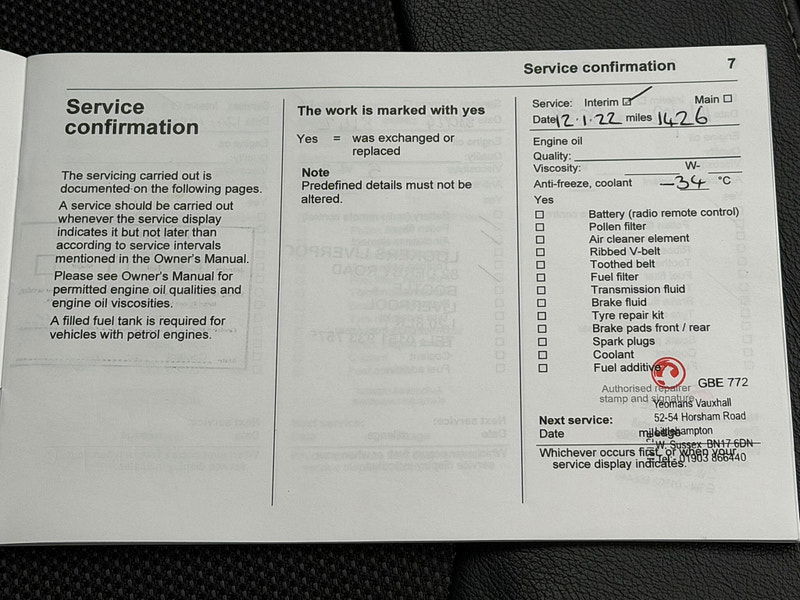 Service confirmation 7
Service
confirmation
The servicing carried out is
documented on the following pages.
A service should be carried out
whenever the service display
indicates it but not later than
according to service intervals
mentioned in the Owner's Manual.
Please see Owner's Manual for
permitted engine oil qualities and
engine oil viscosities.
A filled fuel tank is required for
vehicles with petrol engines.
The work is marked with yes
Yes = was exchanged or
replaced
Note
Predefined details must not be
altered.
Service: Interim ☑ Main ☐
Date 12.1.22 miles 1426
Engine oil
Quality:
Viscosity: W-
Anti-freeze, coolant -34 °C
Yes
☐ Battery (radio remote control)
☐ Pollen filter
☐ Air cleaner element
☐ Ribbed V-belt
☐ Toothed belt
☐ Fuel filter
☐ Transmission fluid
☐ Brake fluid
☐ Tyre repair kit
☐ Brake pads front / rear
☐ Spark plugs
☐ Coolant
☐ Fuel additive
GBE 772
Authorised repairer
stamp and signature
Yeomans Vauxhall
52-54 Horsham Road
Littlehampton
W. Sussex BN17 6DN
Tel - 01903 866440
Next service:
Date mileage
Whichever occurs first, or when your
service display indicates.